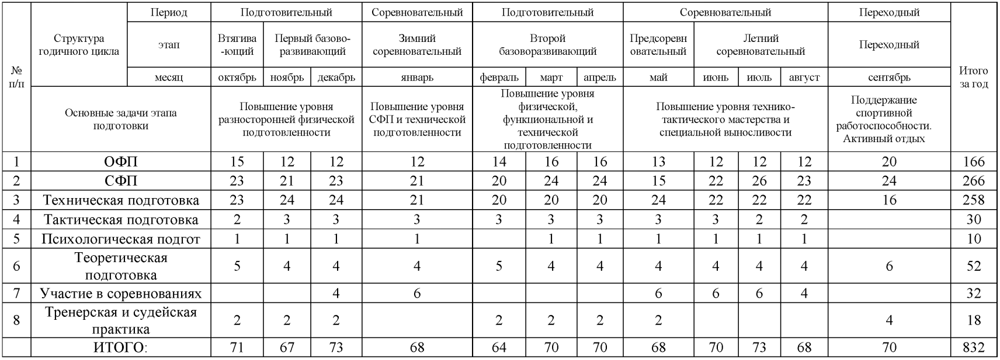 №
п/п
Структура
годичного цикла
Период
Подготовительный
Соревновательный
Подготовительный
Соревновательный
Переходный
Итого
за год
этап
Втягива
-ющий
Первый базово-
развивающий
Зимний
соревновательный
Второй
базоворазвивающий
Предсоревн
овательный
Летний
соревновательный
Переходный
месяц
октябрь ноябрь декабрь январь февраль март апрель май июнь июль август сентябрь
Основные задачи этапа
подготовки
Повышение уровня
разносторонней физической
подготовленности
Повышение уровня
СФП и технической
подготовленности
Повышение уровня
физической,
функциональной и
технической
подготовленности
Повышение уровня технико-
тактического мастерства и
специальной выносливости
Поддержание
спортивной
работоспособности.
Активный отдых
1 ОФП 15 12 12 12 14 16 16 13 12 12 12 20 166
2 СФП 23 21 23 21 20 24 24 15 22 26 23 24 266
3 Техническая подготовка 23 24 24 21 20 20 20 24 22 22 22 16 258
4 Тактическая подготовка 2 3 3 3 3 3 3 3 3 2 2 30
5 Психологическая подгот 1 1 1 1 1 1 1 1 1 1 10
6 Теоретическая
подготовка 5 4 4 4 5 4 4 4 4 4 4 6 52
7 Участие в соревнованиях 4 6 6 6 6 4 32
8 Тренерская и судейская
практика 2 2 2 2 2 2 2 4 18
ИТОГО: 71 67 73 68 64 70 70 68 70 73 68 70 832